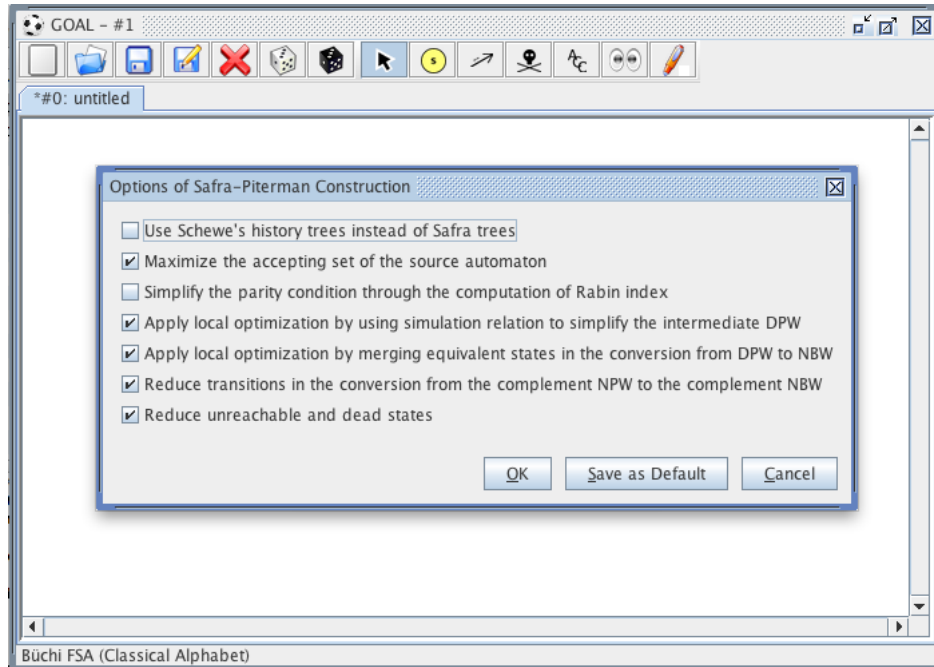 GOAL - #1
s
A
C
*#0: untitled
Options of Safra-Piterman Construction
Use Schewe's history trees instead of Safra trees
Maximize the accepting set of the source automaton
Simplify the parity condition through the computation of Rabin index
Apply local optimization by using simulation relation to simplify the intermediate DPW
Apply local optimization by merging equivalent states in the conversion from DPW to NBW
Reduce transitions in the conversion from the complement NPW to the complement NBW
Reduce unreachable and dead states
OK Save as Default Cancel
Büchi FSA (Classical Alphabet)